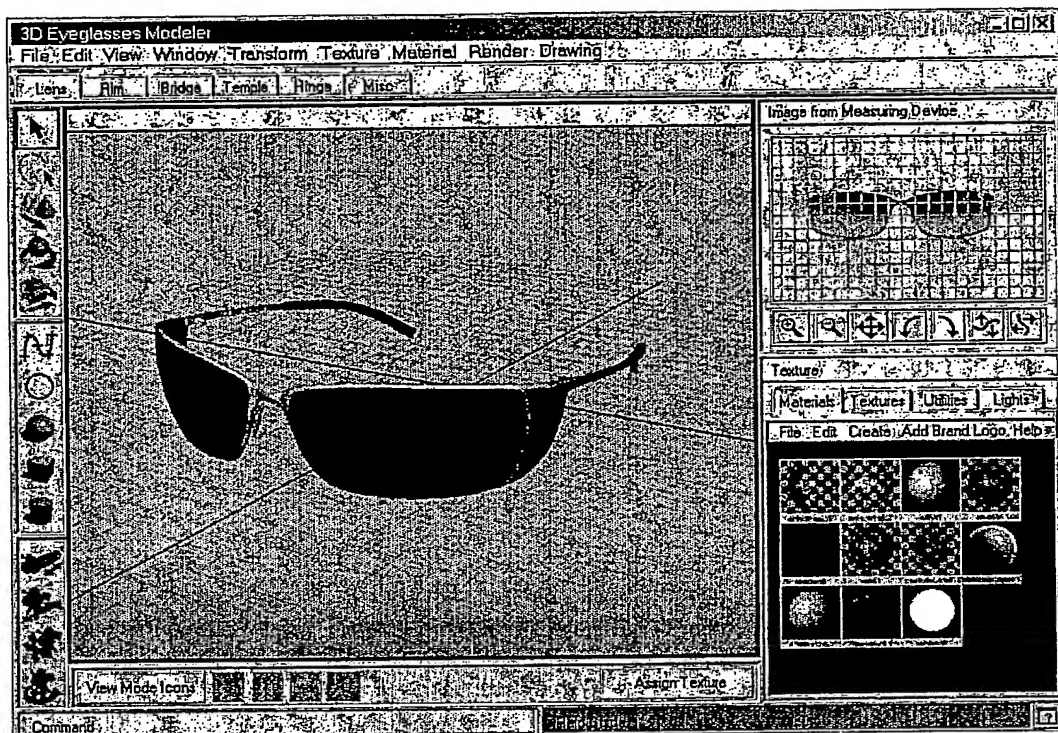 3D Eyeglasses Modeler
File Edit View Window Transform Texture Material Render Drawing
Lens Rim Bridge Temple Hinge Misc
Image from Measuring Device
Texture
Materials Textures Utilities Lights
File Edit Create Add Brand Logo Help
View Mode Icons
Assign Texture
Command